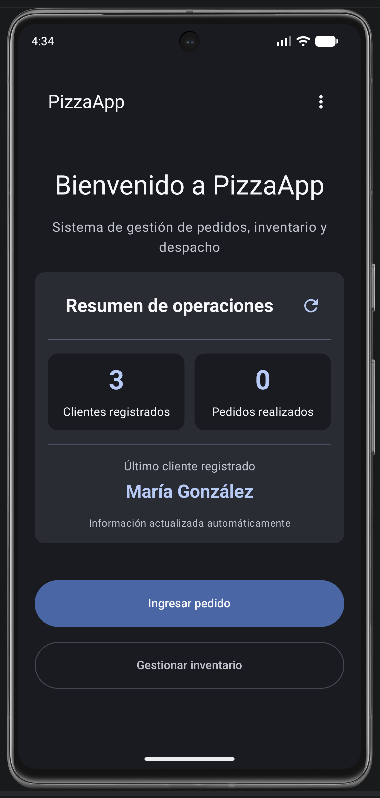 4:34
PizzaApp
Bienvenido a PizzaApp
Sistema de gestión de pedidos, inventario y
despacho
Resumen de operaciones
3
Clientes registrados
0
Pedidos realizados
Último cliente registrado
María González
Información actualizada automáticamente
Ingresar pedido
Gestionar inventario